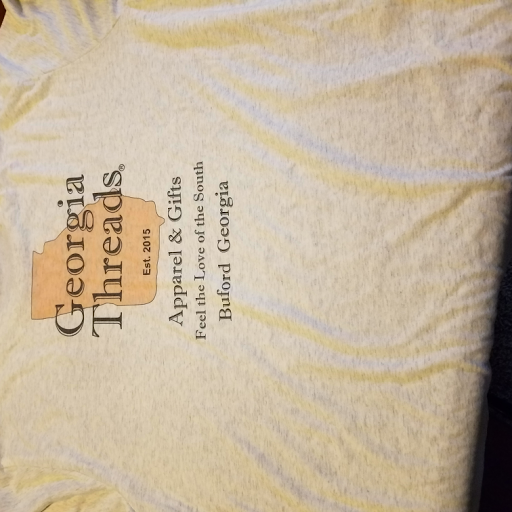 Georgia
Threads®
Est. 2015
Apparel & Gifts
Feel the Love of the South
Buford Georgia